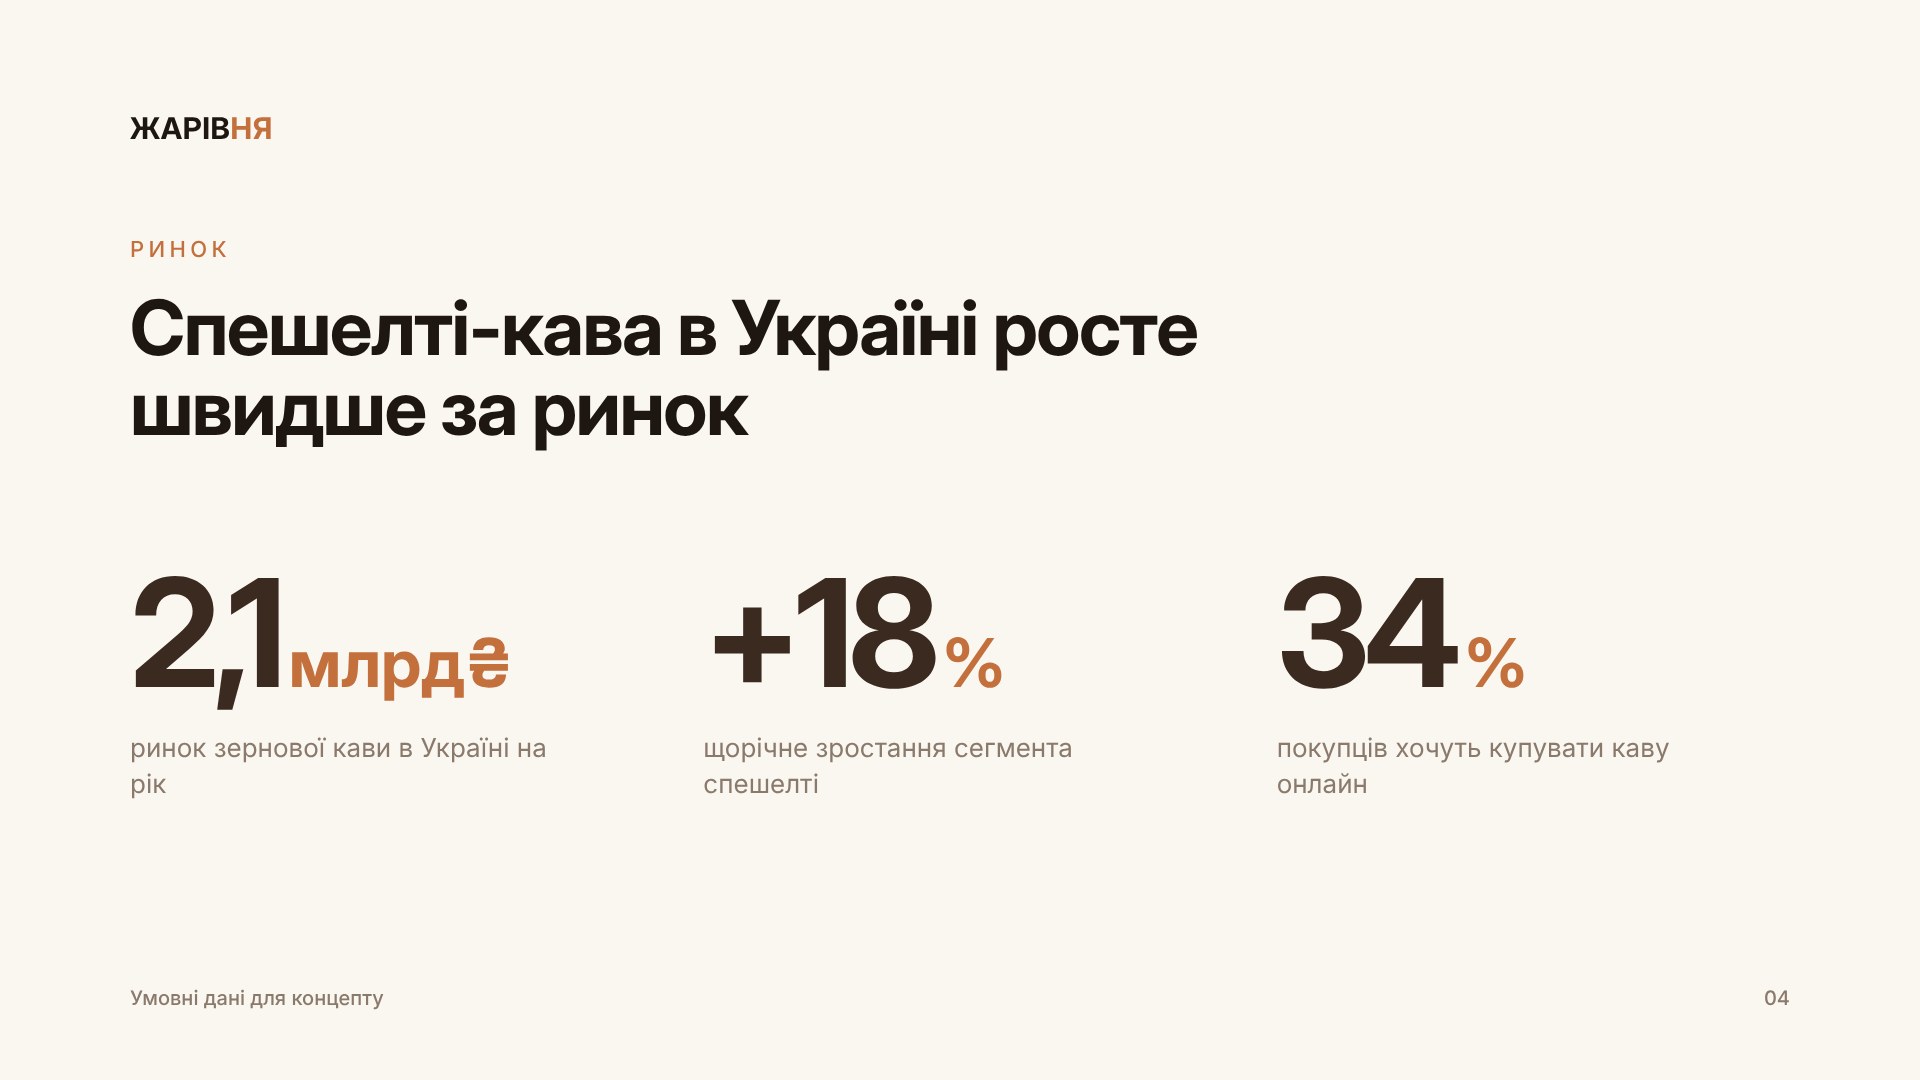 ЖАРІВНЯ
РИНОК
Спешелті-кава в Україні росте
швидше за ринок
2,1млрд₴
ринок зернової кави в Україні на
рік
+18%
щорічне зростання сегмента
спешелті
34%
покупців хочуть купувати каву
онлайн
Умовні дані для концепту
04